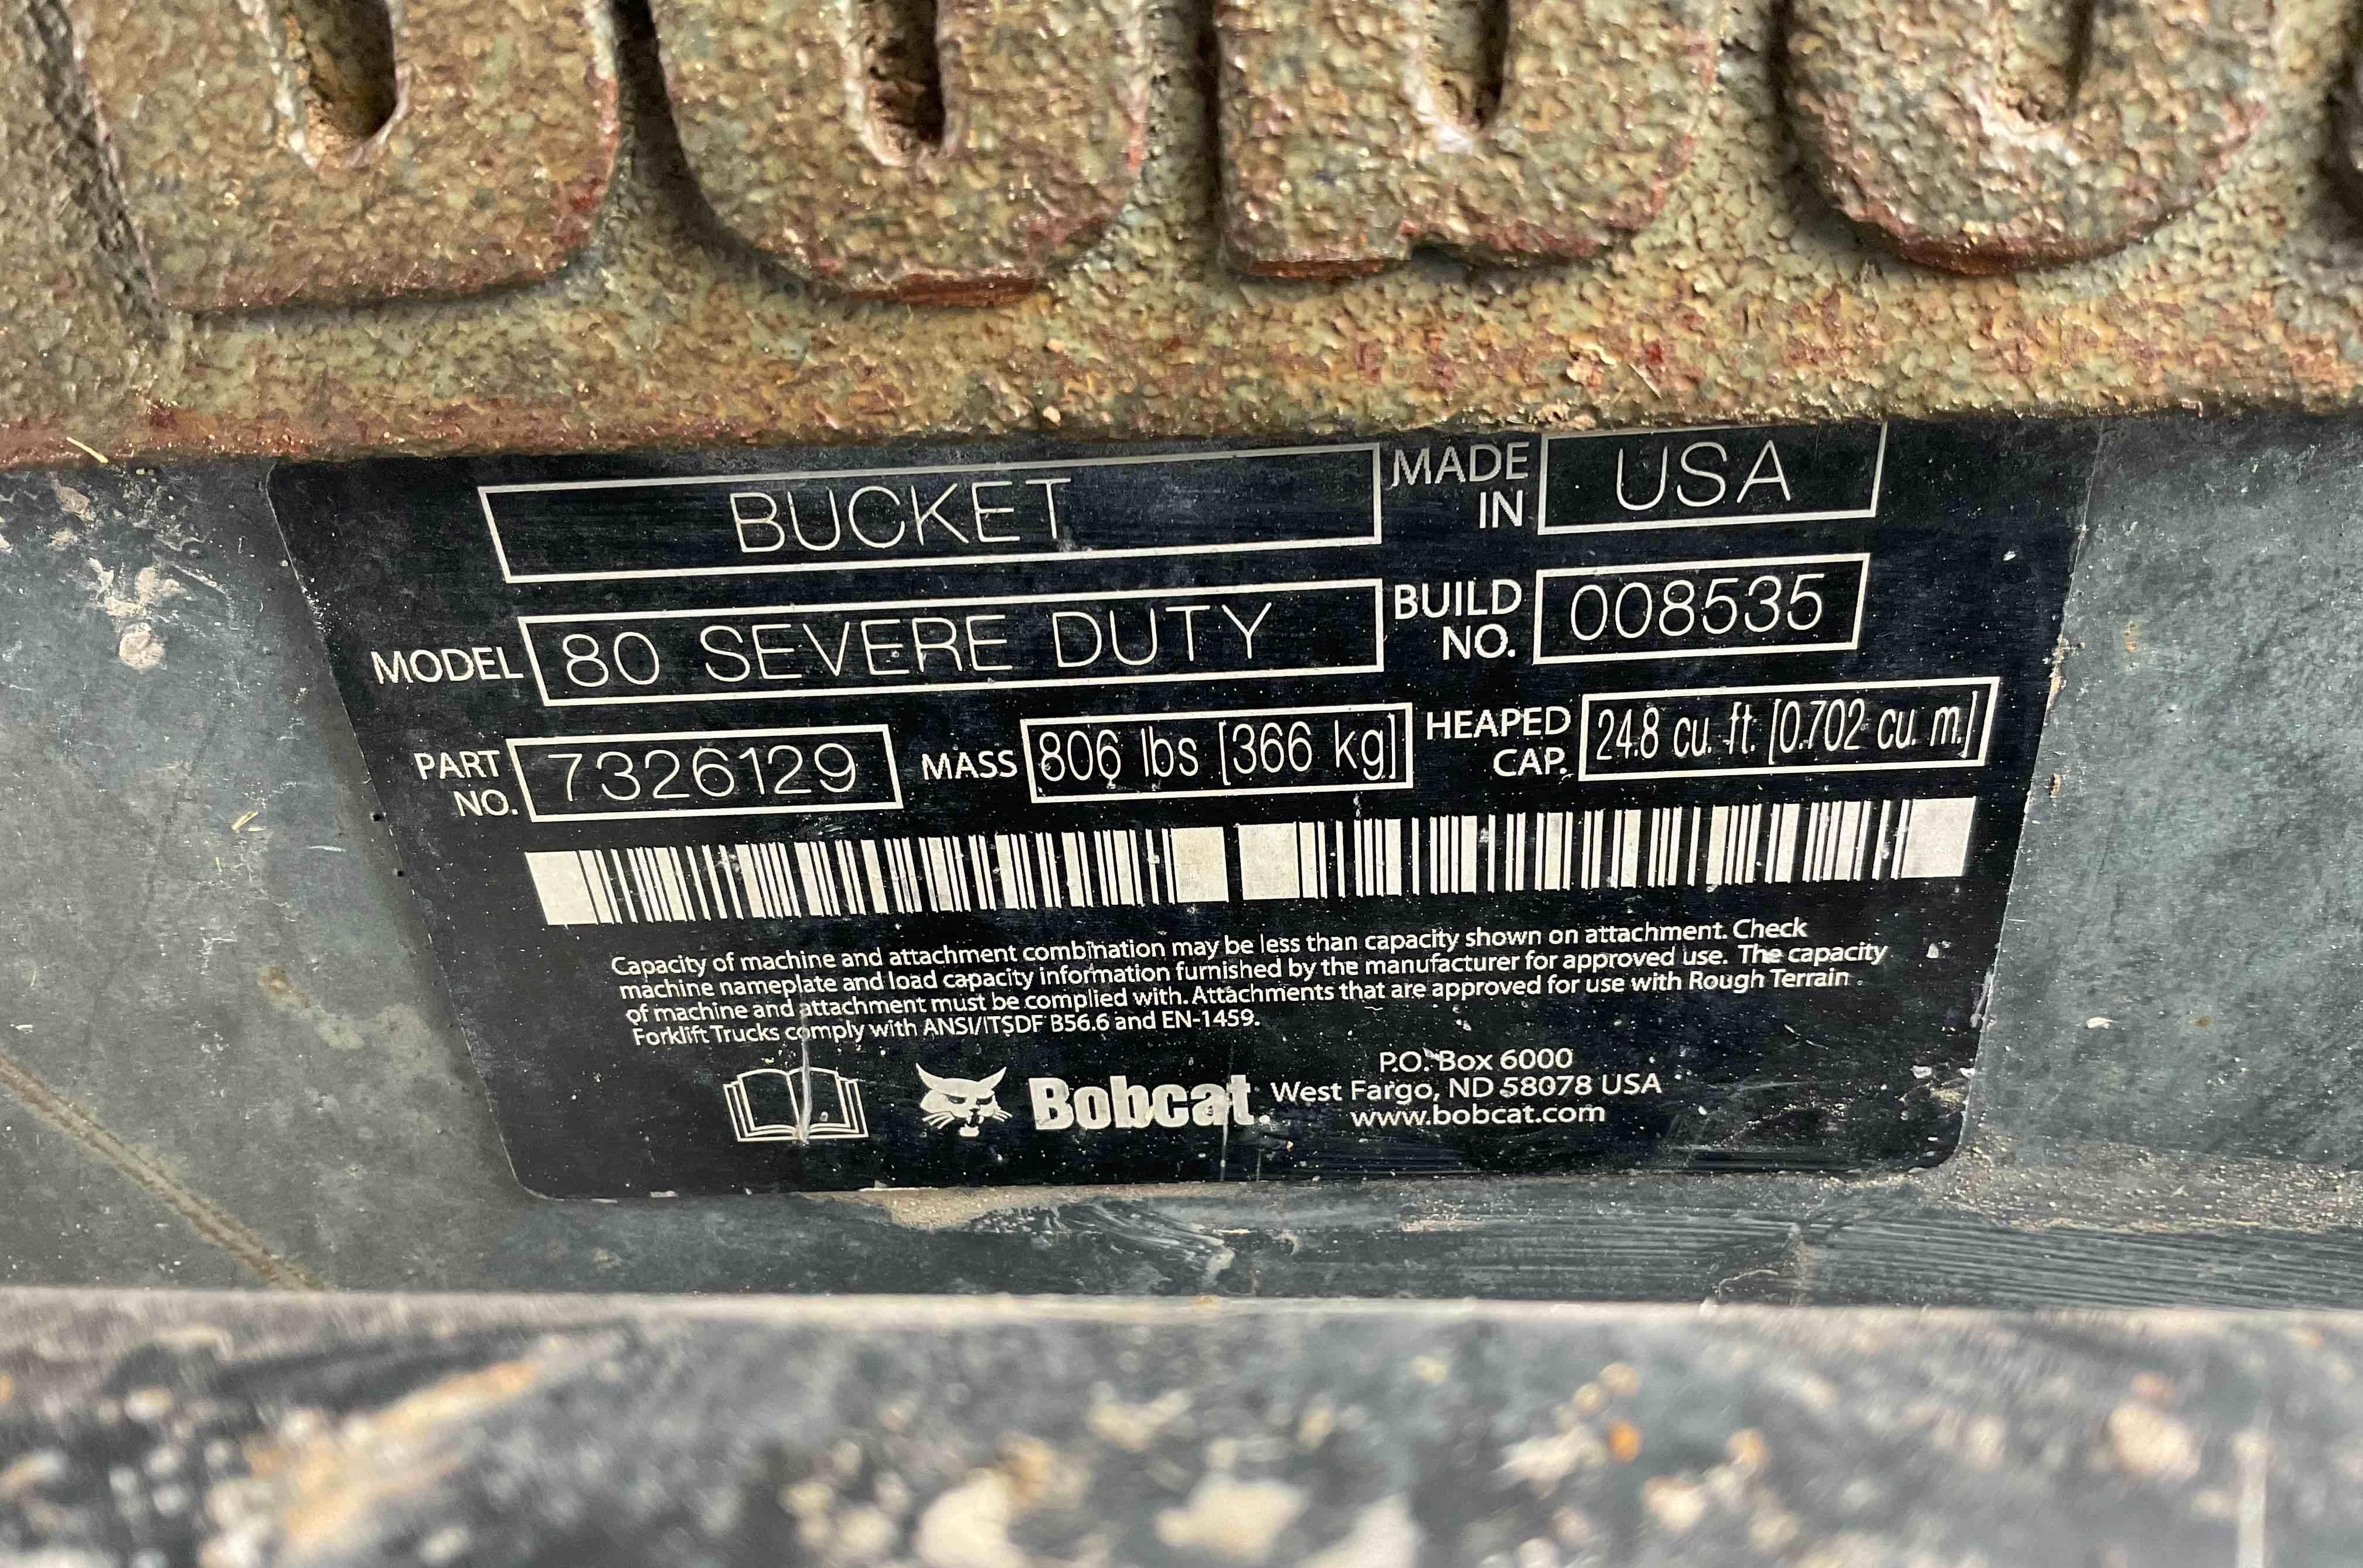 BUCKET
MADE IN USA
MODEL 80 SEVERE DUTY
BUILD NO. 008535
PART NO. 7326129
MASS 806 lbs [366 kg]
HEAPED CAP. 24.8 cu. ft. [0.702 cu. m.]
Capacity of machine and attachment combination may be less than capacity shown on attachment. Check
machine nameplate and load capacity information furnished by the manufacturer for approved use. The capacity
of machine and attachment must be complied with. Attachments that are approved for use with Rough Terrain
Forklift Trucks comply with ANSI/ITSDF B56.6 and EN-1459.
Bobcat.
P.O. Box 6000
West Fargo, ND 58078 USA
www.bobcat.com